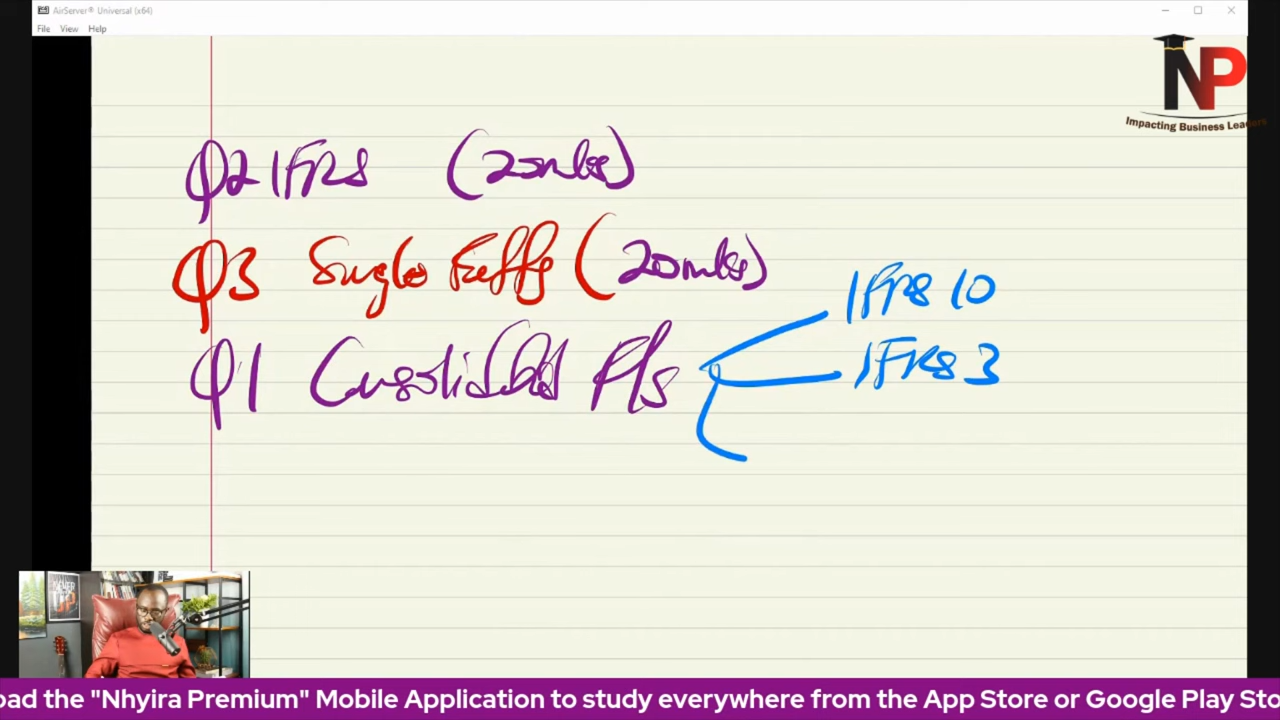 AirServer® Universal (x64)
File View Help
NP
Impacting Business Leaders
Q2 IFRS (20mks)
Q3 Single Entity (20mks)
IFRS 10
Q1 Consolidated F/s
IFRS 3
oad the "Nhyira Premium" Mobile Application to study everywhere from the App Store or Google Play Sto